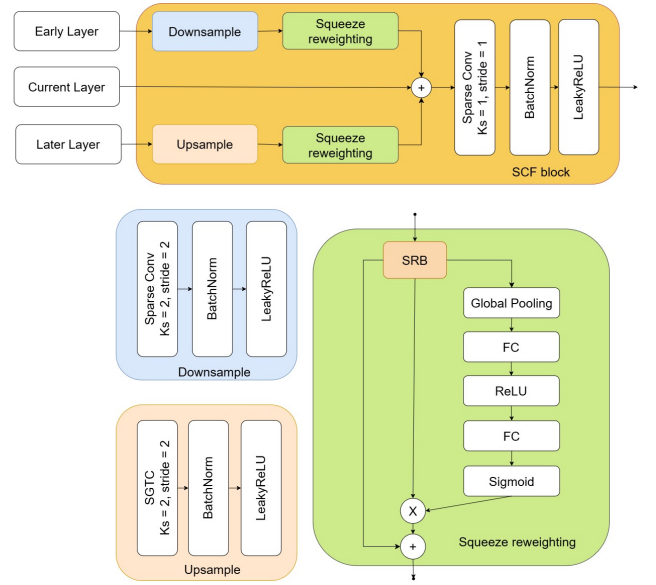 Early Layer
Downsample
Squeeze
reweighting
Current Layer
+
Sparse Conv
Ks = 1, stride = 1
BatchNorm
LeakyReLU
Later Layer
Upsample
Squeeze
reweighting
SCF block
Sparse Conv
Ks = 2, stride = 2
BatchNorm
LeakyReLU
Downsample
SGTC
Ks = 2, stride = 2
BatchNorm
LeakyReLU
Upsample
SRB
Global Pooling
FC
ReLU
FC
Sigmoid
X
+
Squeeze reweighting